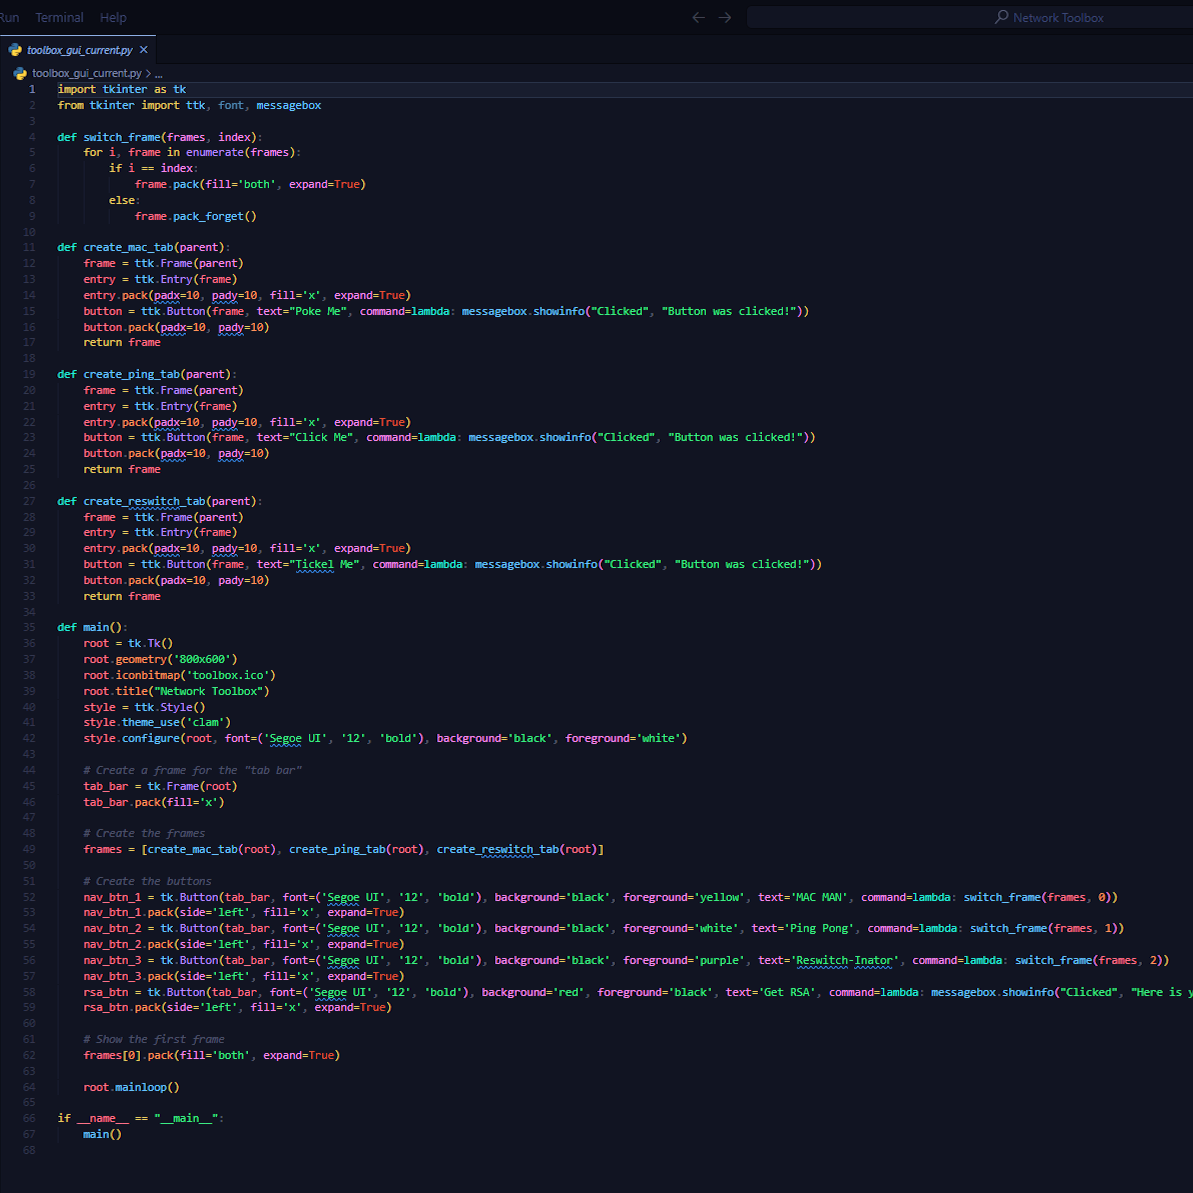 Run Terminal Help ← → Network Toolbox
toolbox_gui_current.py ×
toolbox_gui_current.py > ...
1 import tkinter as tk
2 from tkinter import ttk, font, messagebox
3
4 def switch_frame(frames, index):
5     for i, frame in enumerate(frames):
6         if i == index:
7             frame.pack(fill='both', expand=True)
8         else:
9             frame.pack_forget()
10
11 def create_mac_tab(parent):
12     frame = ttk.Frame(parent)
13     entry = ttk.Entry(frame)
14     entry.pack(padx=10, pady=10, fill='x', expand=True)
15     button = ttk.Button(frame, text="Poke Me", command=lambda: messagebox.showinfo("Clicked", "Button was clicked!"))
16     button.pack(padx=10, pady=10)
17     return frame
18
19 def create_ping_tab(parent):
20     frame = ttk.Frame(parent)
21     entry = ttk.Entry(frame)
22     entry.pack(padx=10, pady=10, fill='x', expand=True)
23     button = ttk.Button(frame, text="Click Me", command=lambda: messagebox.showinfo("Clicked", "Button was clicked!"))
24     button.pack(padx=10, pady=10)
25     return frame
26
27 def create_reswitch_tab(parent):
28     frame = ttk.Frame(parent)
29     entry = ttk.Entry(frame)
30     entry.pack(padx=10, pady=10, fill='x', expand=True)
31     button = ttk.Button(frame, text="Tickel Me", command=lambda: messagebox.showinfo("Clicked", "Button was clicked!"))
32     button.pack(padx=10, pady=10)
33     return frame
34
35 def main():
36     root = tk.Tk()
37     root.geometry('800x600')
38     root.iconbitmap('toolbox.ico')
39     root.title("Network Toolbox")
40     style = ttk.Style()
41     style.theme_use('clam')
42     style.configure(root, font=('Segoe UI', '12', 'bold'), background='black', foreground='white')
43
44     # Create a frame for the "tab bar"
45     tab_bar = tk.Frame(root)
46     tab_bar.pack(fill='x')
47
48     # Create the frames
49     frames = [create_mac_tab(root), create_ping_tab(root), create_reswitch_tab(root)]
50
51     # Create the buttons
52     nav_btn_1 = tk.Button(tab_bar, font=('Segoe UI', '12', 'bold'), background='black', foreground='yellow', text='MAC MAN', command=lambda: switch_frame(frames, 0))
53     nav_btn_1.pack(side='left', fill='x', expand=True)
54     nav_btn_2 = tk.Button(tab_bar, font=('Segoe UI', '12', 'bold'), background='black', foreground='white', text='Ping Pong', command=lambda: switch_frame(frames, 1))
55     nav_btn_2.pack(side='left', fill='x', expand=True)
56     nav_btn_3 = tk.Button(tab_bar, font=('Segoe UI', '12', 'bold'), background='black', foreground='purple', text='Reswitch-Inator', command=lambda: switch_frame(frames, 2))
57     nav_btn_3.pack(side='left', fill='x', expand=True)
58     rsa_btn = tk.Button(tab_bar, font=('Segoe UI', '12', 'bold'), background='red', foreground='black', text='Get RSA', command=lambda: messagebox.showinfo("Clicked", "Here is y
59     rsa_btn.pack(side='left', fill='x', expand=True)
60
61     # Show the first frame
62     frames[0].pack(fill='both', expand=True)
63
64     root.mainloop()
65
66 if __name__ == "__main__":
67     main()
68